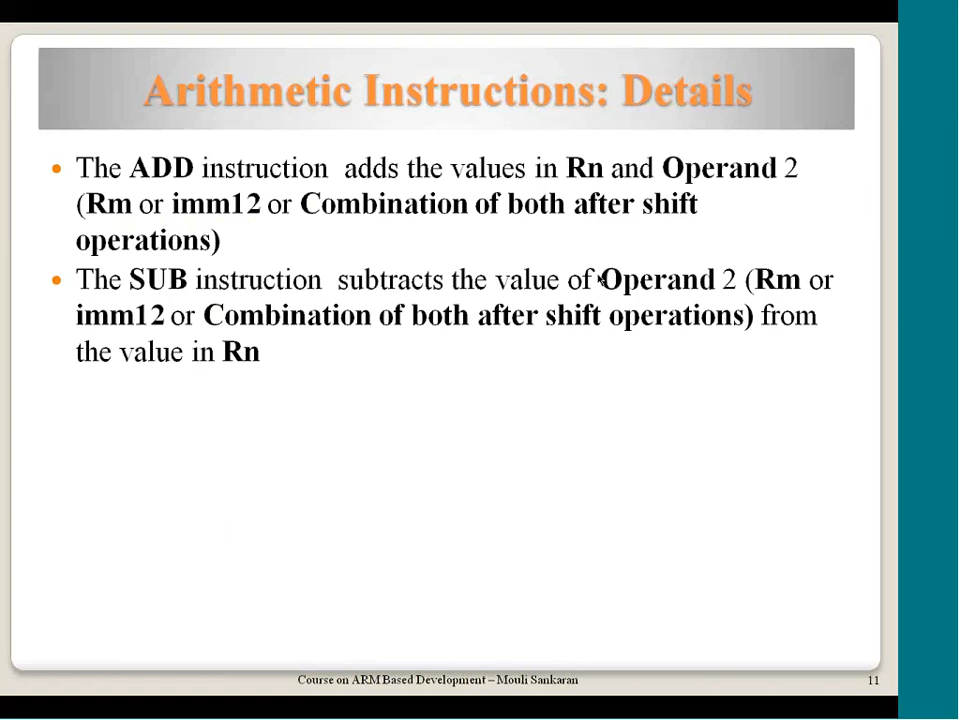 Arithmetic Instructions: Details
• The ADD instruction adds the values in Rn and Operand 2
(Rm or imm12 or Combination of both after shift
operations)
• The SUB instruction subtracts the value of Operand 2 (Rm or
imm12 or Combination of both after shift operations) from
the value in Rn
Course on ARM Based Development – Mouli Sankaran
11